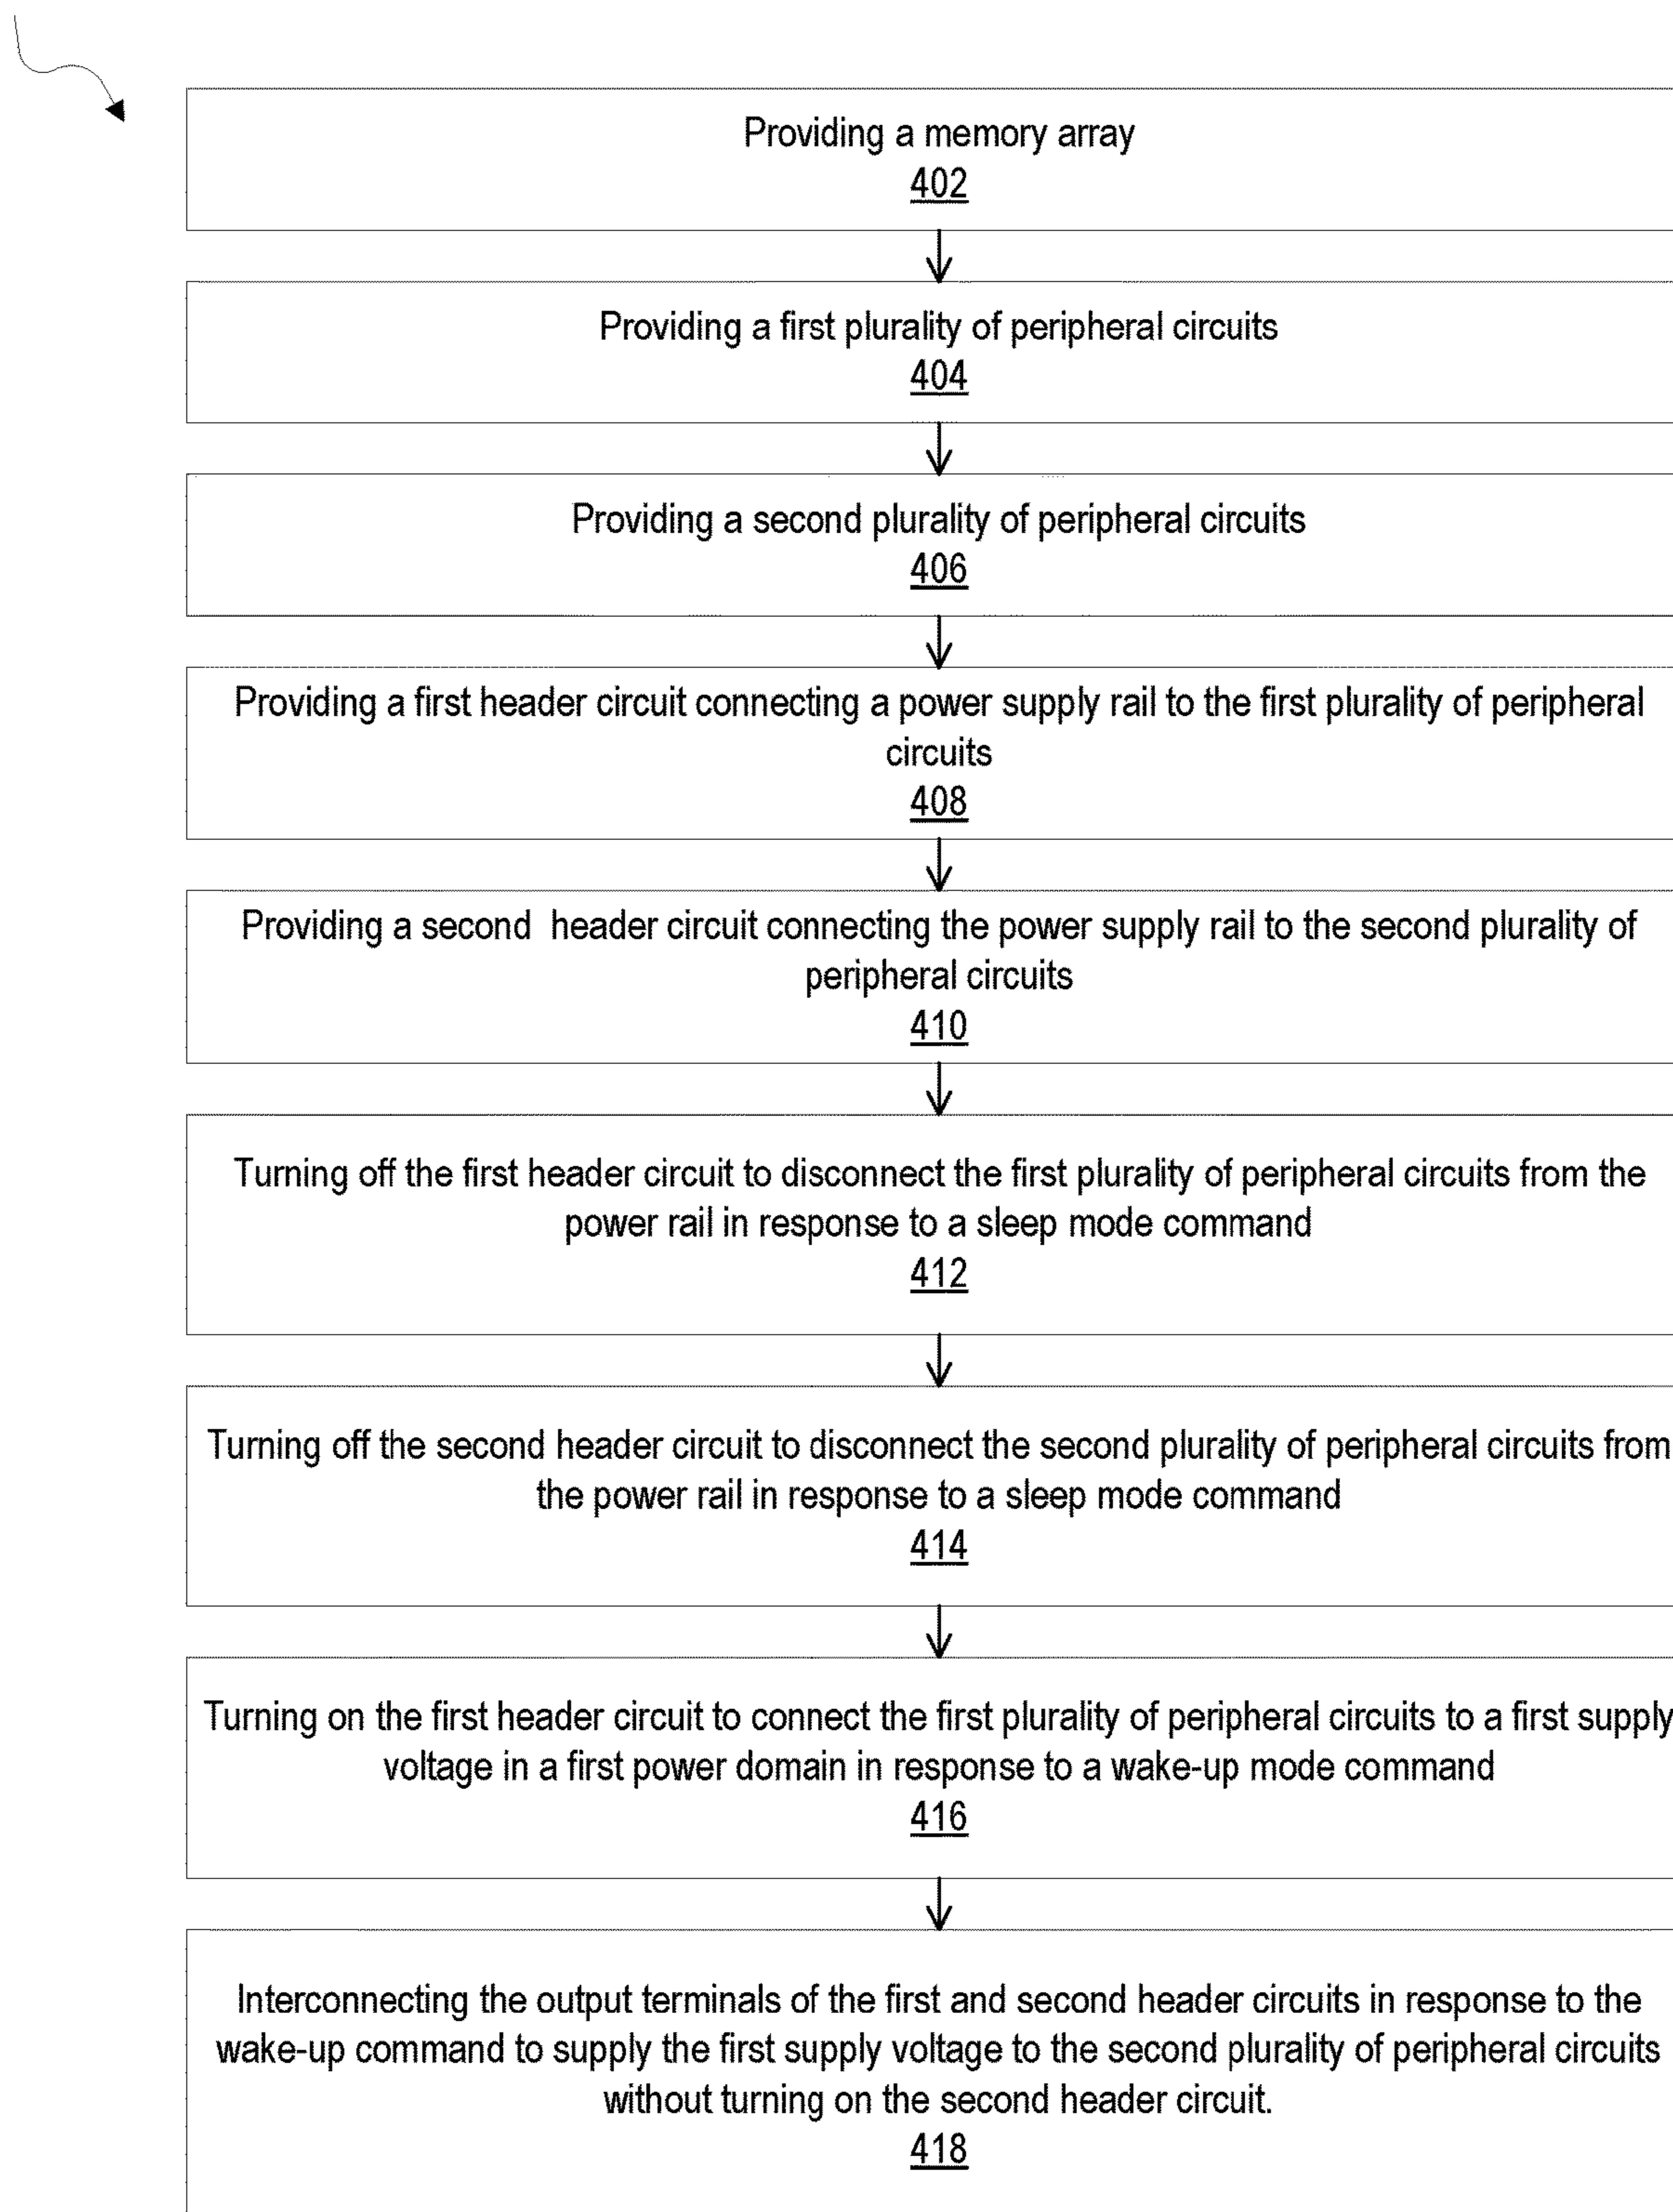 Providing a memory array
402
Providing a first plurality of peripheral circuits
404
Providing a second plurality of peripheral circuits
406
Providing a first header circuit connecting a power supply rail to the first plurality of peripheral
circuits
408
Providing a second  header circuit connecting the power supply rail to the second plurality of
peripheral circuits
410
Turning off the first header circuit to disconnect the first plurality of peripheral circuits from the
power rail in response to a sleep mode command
412
Turning off the second header circuit to disconnect the second plurality of peripheral circuits from
the power rail in response to a sleep mode command
414
Turning on the first header circuit to connect the first plurality of peripheral circuits to a first supply
voltage in a first power domain in response to a wake-up mode command
416
Interconnecting the output terminals of the first and second header circuits in response to the
wake-up command to supply the first supply voltage to the second plurality of peripheral circuits
without turning on the second header circuit.
418